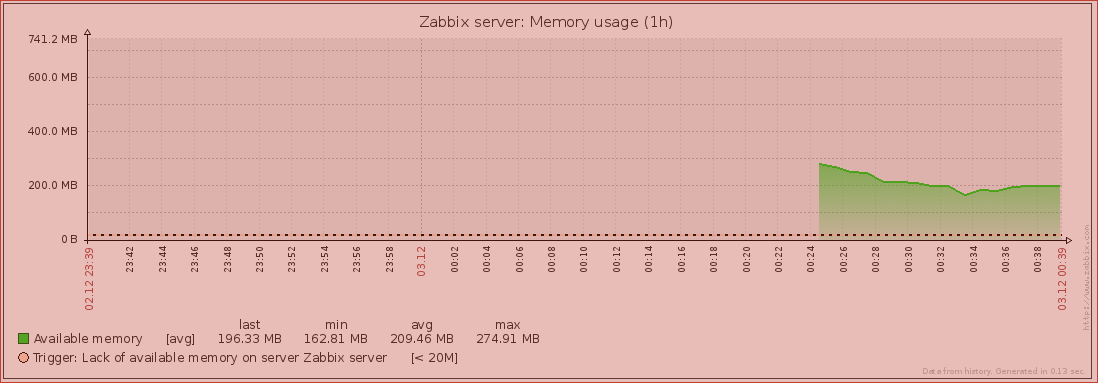 Zabbix server: Memory usage (1h)
741.2 MB
600.0 MB
400.0 MB
200.0 MB
0 B
02.12 23:39
23:42
23:44
23:46
23:48
23:50
23:52
23:54
23:56
23:58
03.12
00:02
00:04
00:06
00:08
00:10
00:12
00:14
00:16
00:18
00:20
00:22
00:24
00:26
00:28
00:30
00:32
00:34
00:36
00:38
03.12 00:39
http://www.zabbix.com
last min avg max
Available memory [avg] 196.33 MB 162.81 MB 209.46 MB 274.91 MB
Trigger: Lack of available memory on server Zabbix server [< 20M]
Data from history. Generated in 0.13 sec.